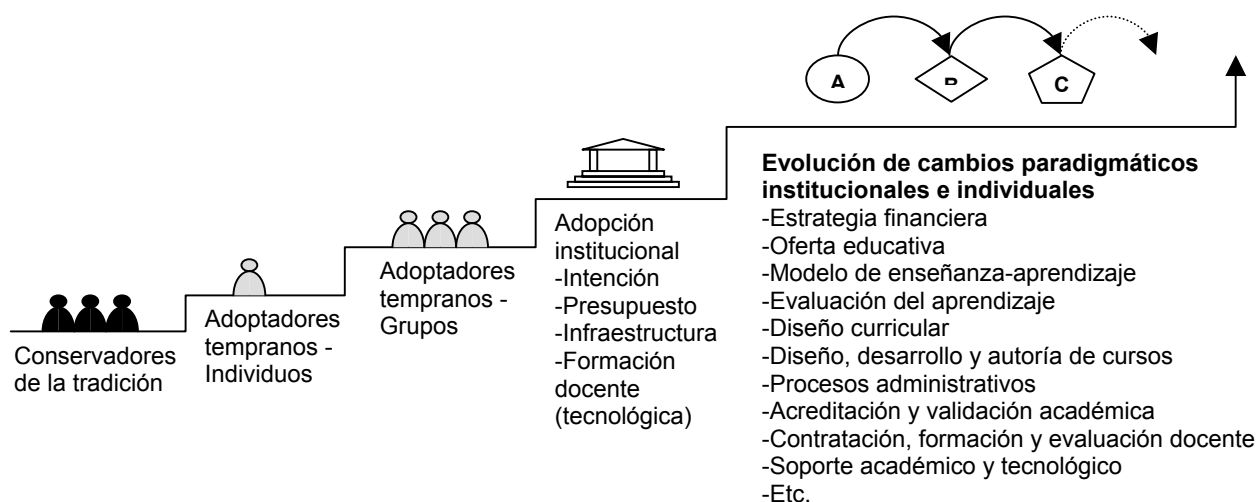 A
B
C
Evolución de cambios paradigmáticos
institucionales e individuales
-Estrategia financiera
-Oferta educativa
-Modelo de enseñanza-aprendizaje
-Evaluación del aprendizaje
-Diseño curricular
-Diseño, desarrollo y autoría de cursos
-Procesos administrativos
-Acreditación y validación académica
-Contratación, formación y evaluación docente
-Soporte académico y tecnológico
-Etc.
Adopción
institucional
-Intención
-Presupuesto
-Infraestructura
-Formación
docente
(tecnológica)
Adoptadores
tempranos -
Grupos
Adoptadores
tempranos -
Individuos
Conservadores
de la tradición